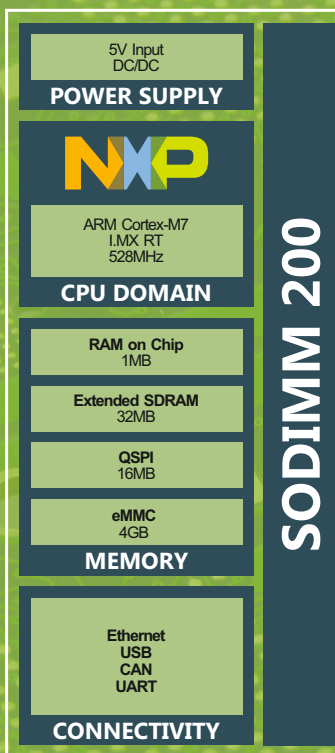 5V Input
DC/DC
POWER SUPPLY
NXP
ARM Cortex-M7
I.MX RT
528MHz
CPU DOMAIN
RAM on Chip
1MB
Extended SDRAM
32MB
QSPI
16MB
eMMC
4GB
MEMORY
Ethernet
USB
CAN
UART
CONNECTIVITY
SODIMM 200